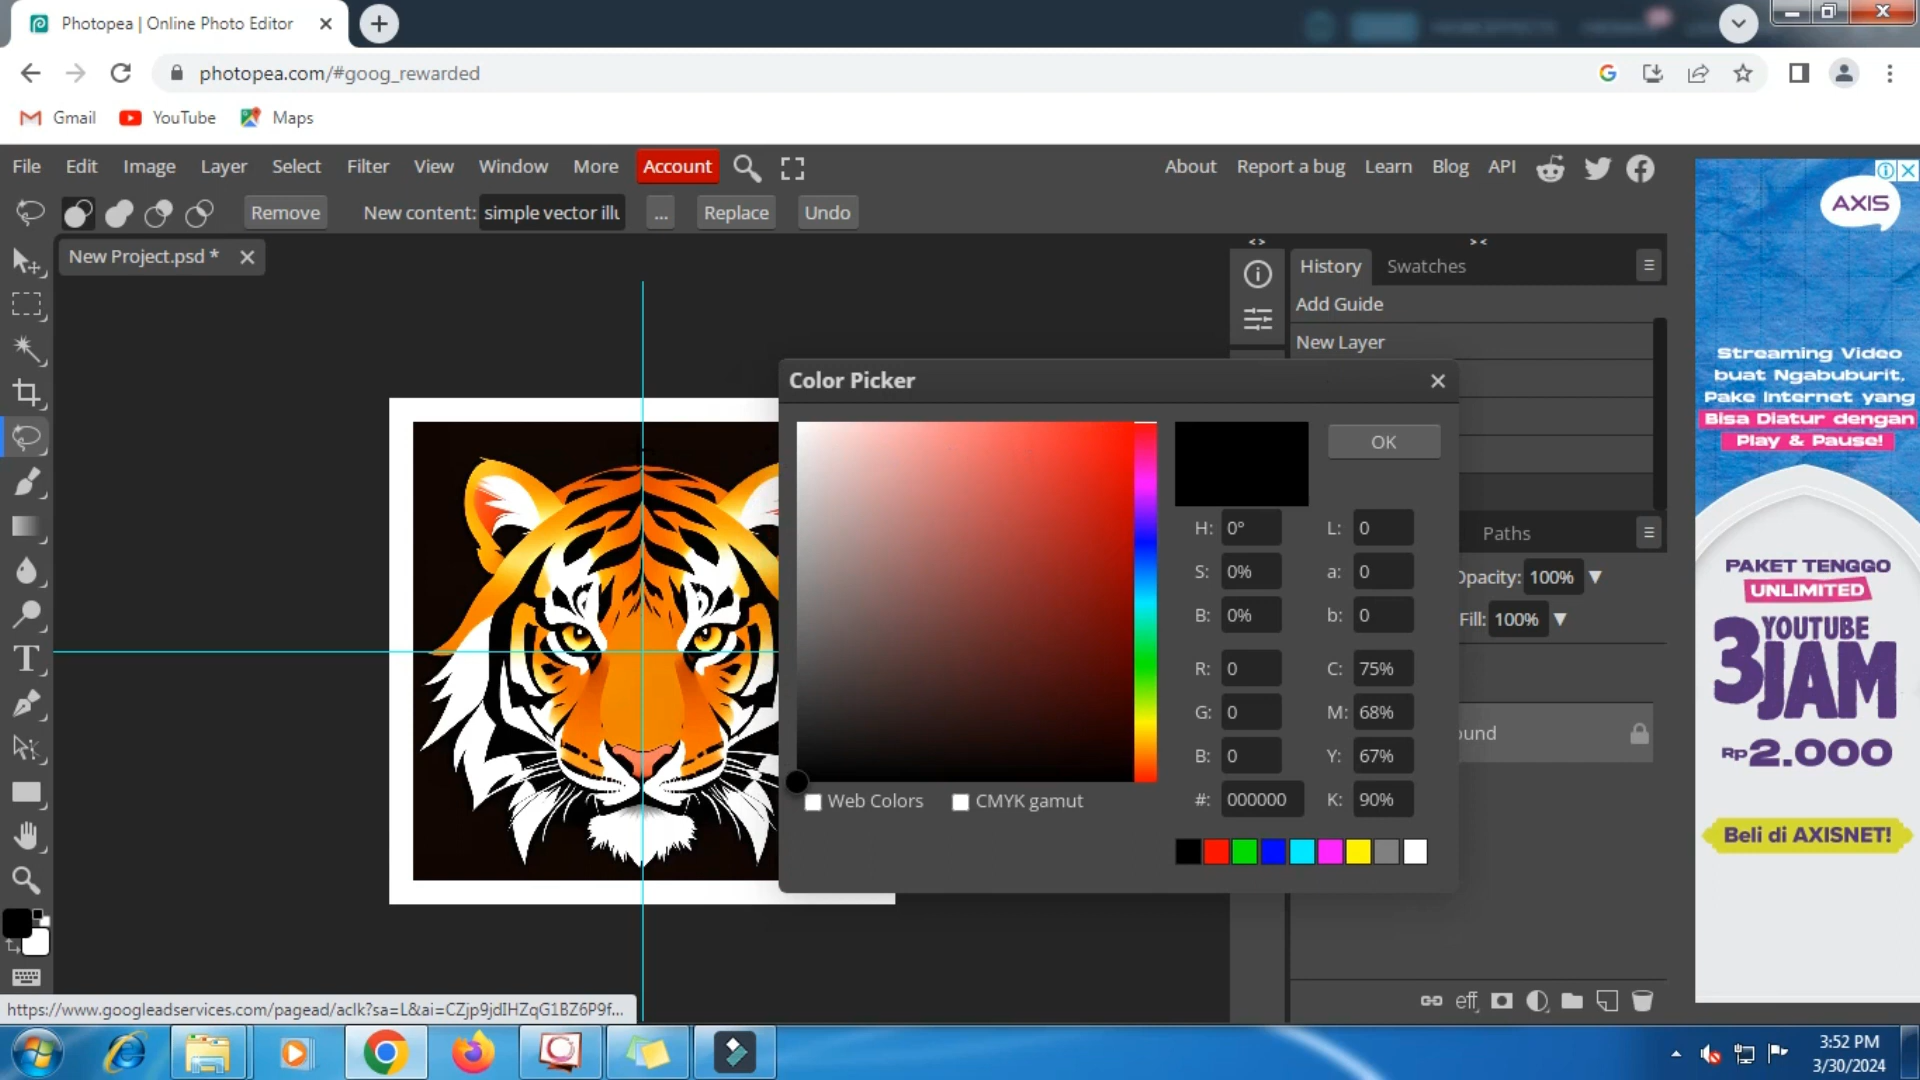 Photopea | Online Photo Editor
photopea.com/#goog_rewarded
Gmail YouTube Maps
File Edit Image Layer Select Filter View Window More Account About Report a bug Learn Blog API
Remove New content: simple vector illu ... Replace Undo
New Project.psd *
History Swatches
Add Guide
New Layer
Color Picker
OK
H: 0° L: 0
S: 0% a: 0
B: 0% b: 0
R: 0 C: 75%
G: 0 M: 68%
B: 0 Y: 67%
#: 000000 K: 90%
Web Colors CMYK gamut
Paths
Opacity: 100%
Fill: 100%
ound
eff
AXIS
Streaming Video
buat Ngabuburit,
Pake Internet yang
Bisa Diatur dengan
Play & Pause!
PAKET TENGGO
UNLIMITED
3 YOUTUBE
JAM
Rp2.000
Beli di AXISNET!
https://www.googleadservices.com/pagead/aclk?sa=L&ai=CZjp9jdIHZqG1BZ6P9f...
3:52 PM
3/30/2024